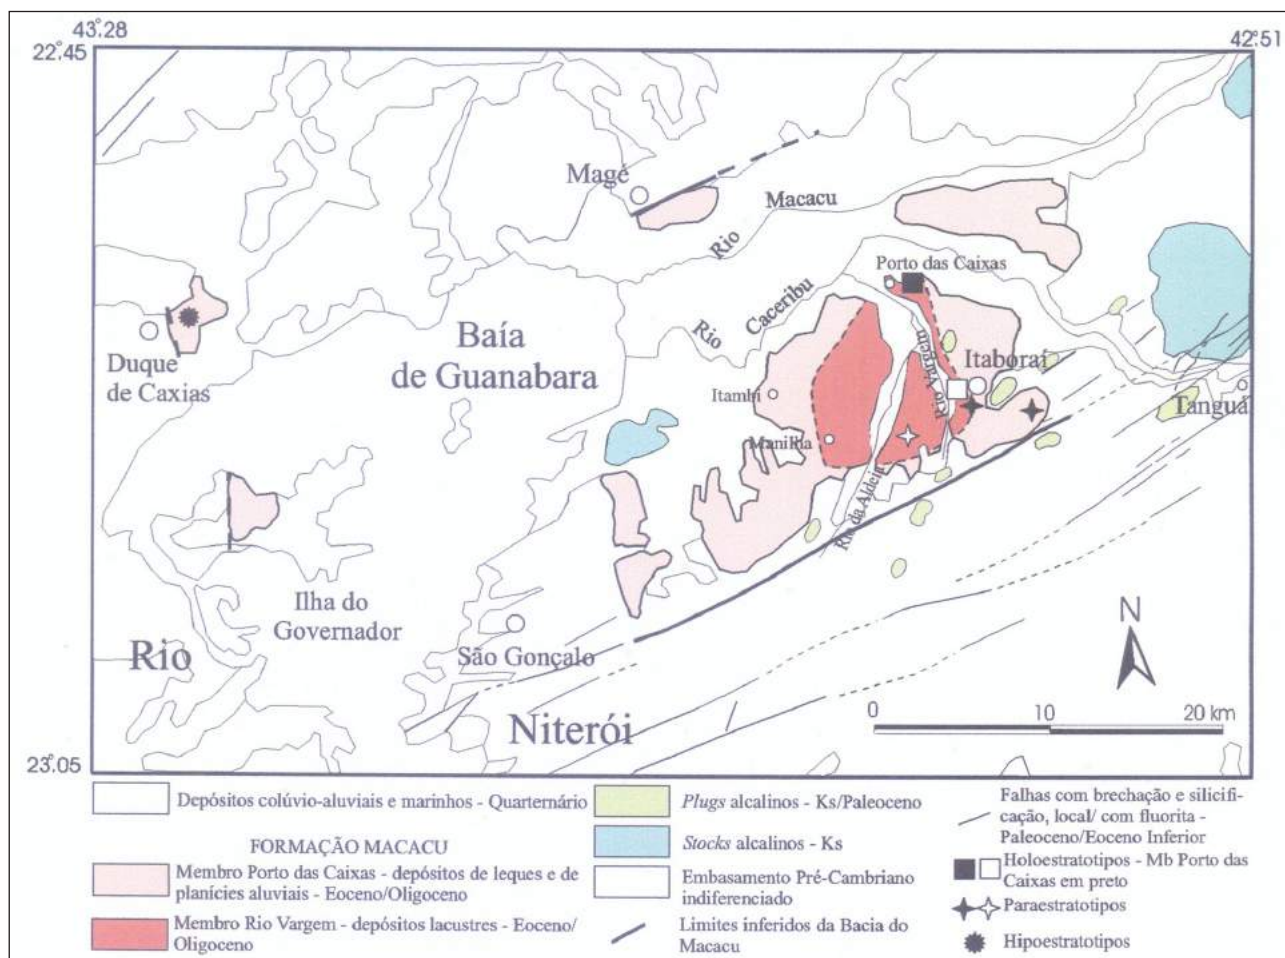 43°28
42°51
22°45
Magé
Macacu
Rio
Porto das Caixas
Caceribu
Rio
Baía
de Guanabara
Duque
de Caxias
Rio Vargem
Itaboraí
Itambi
Tanguá
Manilha
Rio da Aldeia
Ilha do
Governador
Rio
São Gonçalo
Niterói
N
0 10 20 km
23°05
Depósitos colúvio-aluviais e marinhos - Quarternário
FORMAÇÃO MACACU
Membro Porto das Caixas - depósitos de leques e de
planícies aluviais - Eoceno/Oligoceno
Membro Rio Vargem - depósitos lacustres - Eoceno/
Oligoceno
Plugs alcalinos - Ks/Paleoceno
Stocks alcalinos - Ks
Embasamento Pré-Cambriano
indiferenciado
Limites inferidos da Bacia do
Macacu
Falhas com brechação e silicifi-
cação, local/ com fluorita -
Paleoceno/Eoceno Inferior
Holoestratotipos - Mb Porto das
Caixas em preto
Paraestratotipos
Hipoestratotipos